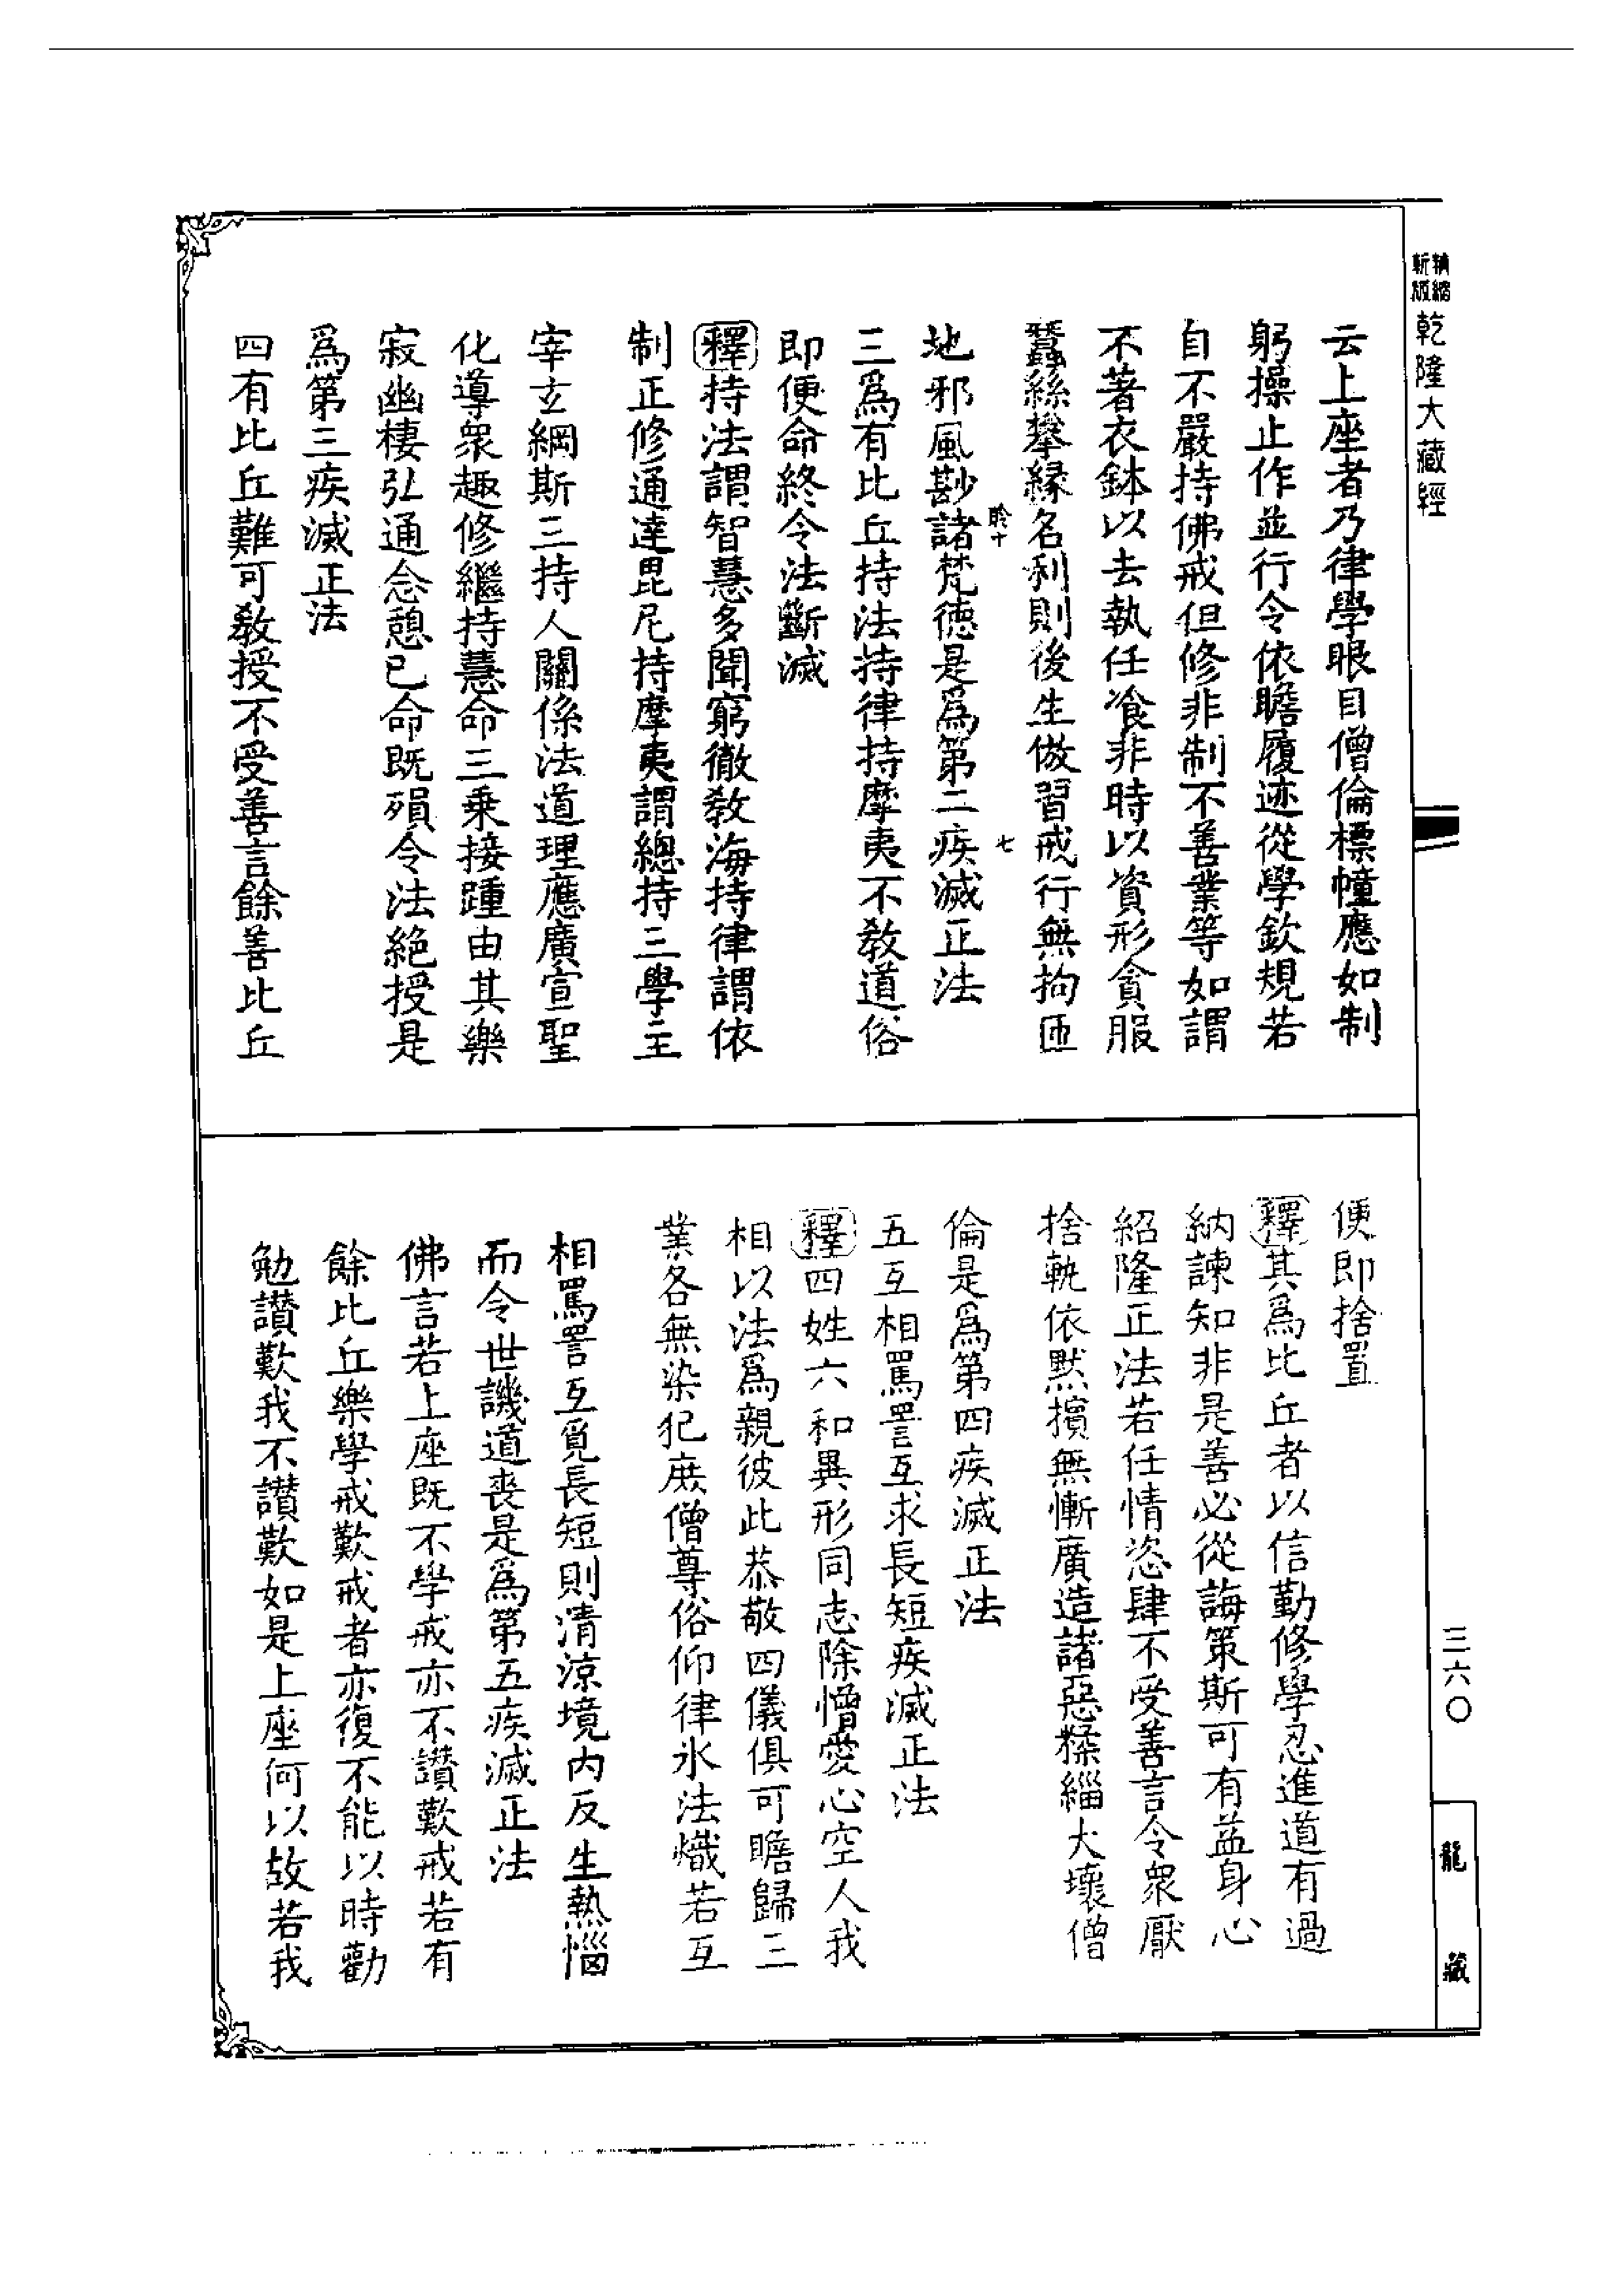 精縮
新版
乾隆大藏經
云上座者乃律學眼目僧倫標幢應如制
躬操止作並行令依瞻履迹從學欽規若
自不嚴持佛戒但修非制不善業等如謂
不著衣鉢以去執任飡非時以資形貪服
蠶絲攀緣名利則後生倣習戒行無拘匝
地邪風尠諸梵德是爲第二疾滅正法
聆十
七
三爲有比丘持法持律持摩夷不敎道俗
即便命終令法斷滅
釋持法謂智慧多聞窮徹敎海持律謂依
制正修通達毘尼持摩夷謂總持三學主
宰玄綱斯三持人關係法道理應廣宣聖
化導衆趣修繼持慧命三乗接踵由其樂
寂幽棲弘通念憩已命既殞令法絕授是
爲第三疾滅正法
四有比丘難可敎授不受善言餘善比丘
便即捨置
釋其爲比丘者以信勤修學忍進道有過
納諫知非是善必從誨策斯可有益身心
紹隆正法若任情恣肆不受善言令衆厭
捨軌依默擯無慚廣造諸惡糅緇大壞僧
倫是爲第四疾滅正法
五互相罵詈互求長短疾滅正法
釋四姓六和異形同志除憎愛心空人我
相以法爲親彼此恭敬四儀俱可瞻歸三
業各無染犯庶僧尊俗仰律氷法熾若互
相罵詈互覓長短則清涼境內反生熱惱
而令世譏道喪是爲第五疾滅正法
佛言若上座既不學戒亦不讃歎戒若有
餘比丘樂學戒歎戒者亦復不能以時勸
勉讃歎我不讃歎如是上座何以故若我
三六〇
龍藏